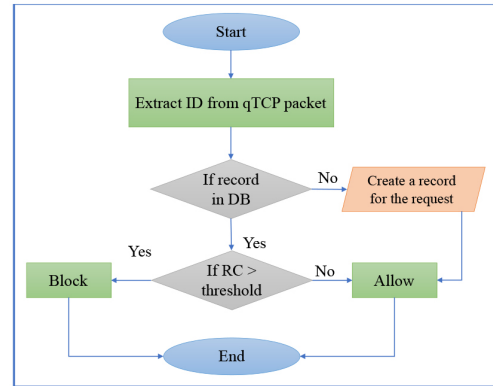 Start
Extract ID from qTCP packet
If record
in DB
No
Create a record
for the request
Yes
Yes
If RC >
threshold
No
Block
Allow
End